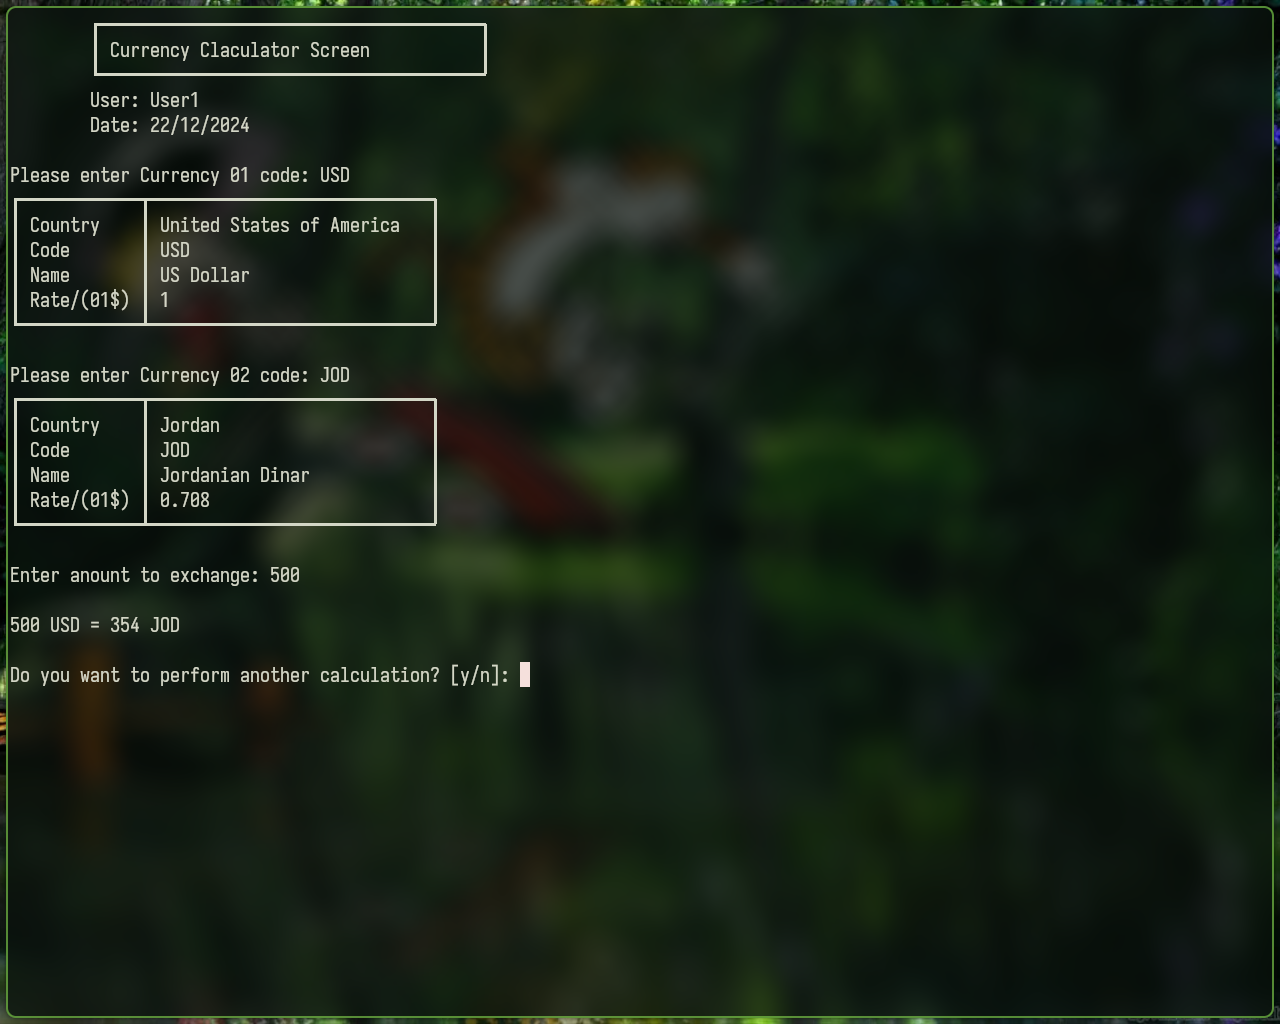 Currency Claculator Screen
User: User1
Date: 22/12/2024
Please enter Currency 01 code: USD
Country United States of America
Code USD
Name US Dollar
Rate/(01$) 1
Please enter Currency 02 code: JOD
Country Jordan
Code JOD
Name Jordanian Dinar
Rate/(01$) 0.708
Enter anount to exchange: 500
500 USD = 354 JOD
Do you want to perform another calculation? [y/n]: